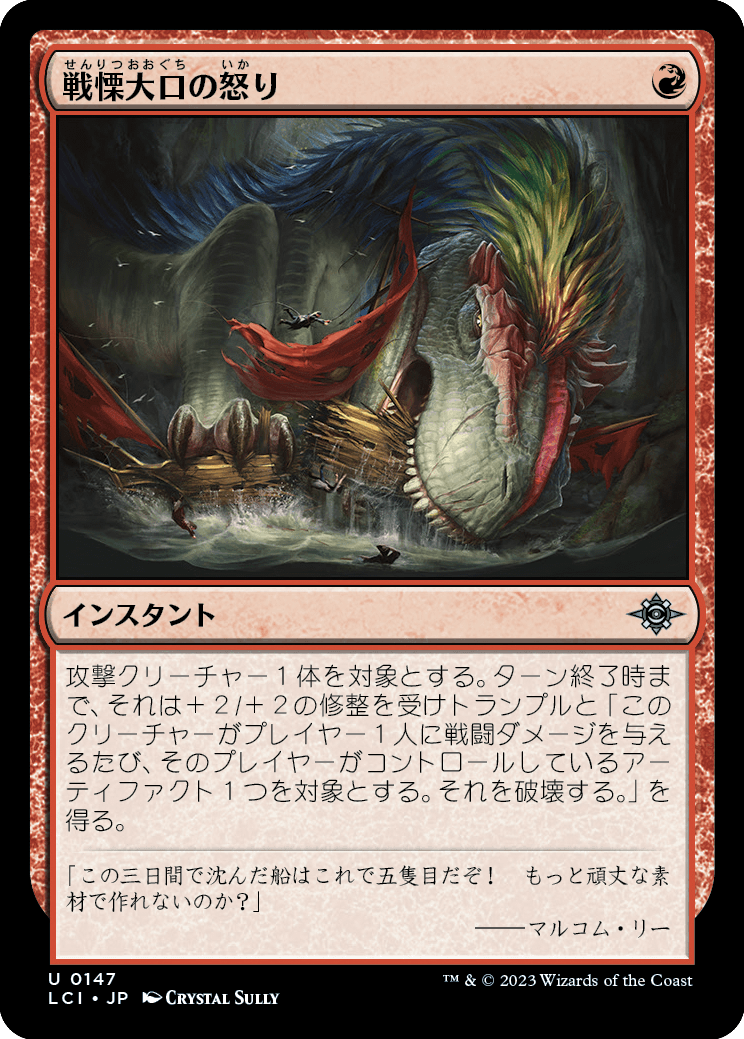 せんりつおおぐち いか
戦慄大口の怒り
インスタント
攻撃クリーチャー1体を対象とする。ターン終了時ま
で、それは+2/+2の修整を受けトランプルと「この
クリーチャーがプレイヤー1人に戦闘ダメージを与え
るたび、そのプレイヤーがコントロールしているアー
ティファクト1つを対象とする。それを破壊する。」を
得る。
「この三日間で沈んだ船はこれで五隻目だぞ! もっと頑丈な素
材で作れないのか?」
——マルコム・リー
U 0147
LCI • JP CRYSTAL SULLY
™ & © 2023 Wizards of the Coast